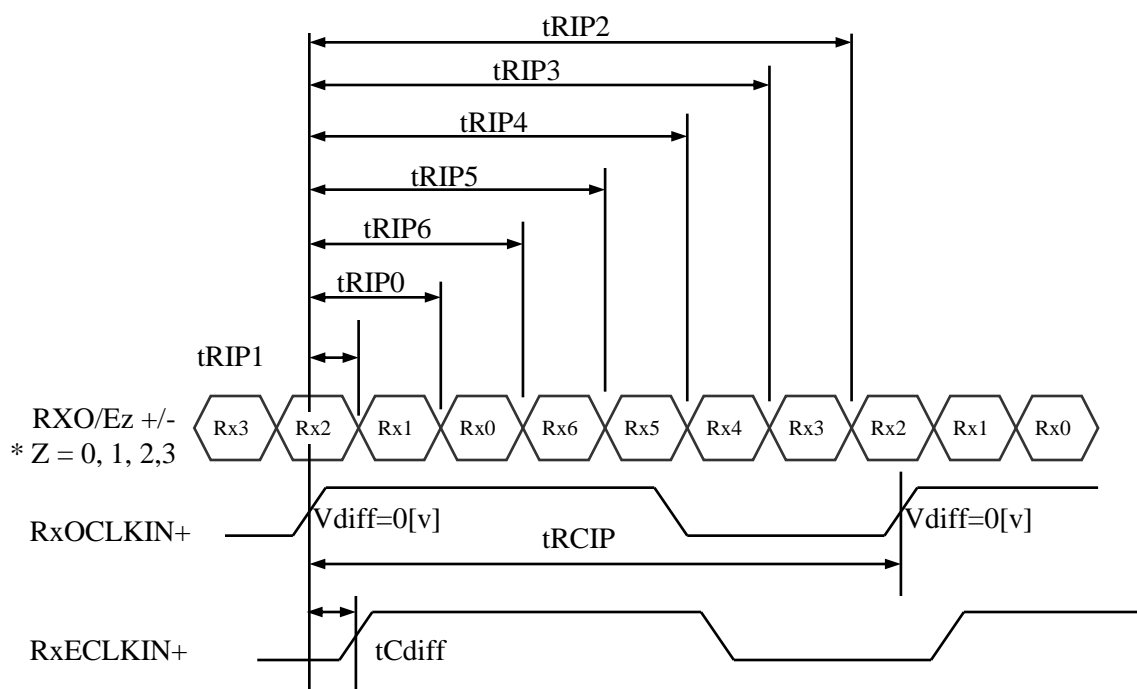 tRIP2
tRIP3
tRIP4
tRIP5
tRIP6
tRIP0
tRIP1
RXO/Ez +/-
* Z = 0, 1, 2,3
Rx3 Rx2 Rx1 Rx0 Rx6 Rx5 Rx4 Rx3 Rx2 Rx1 Rx0
RxOCLKIN+
Vdiff=0[v] Vdiff=0[v]
tRCIP
RxECLKIN+
tCdiff